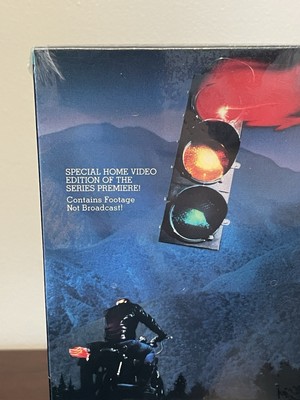 SPECIAL HOME VIDEO
EDITION OF THE
SERIES PREMIERE!
Contains Footage
Not Broadcast!